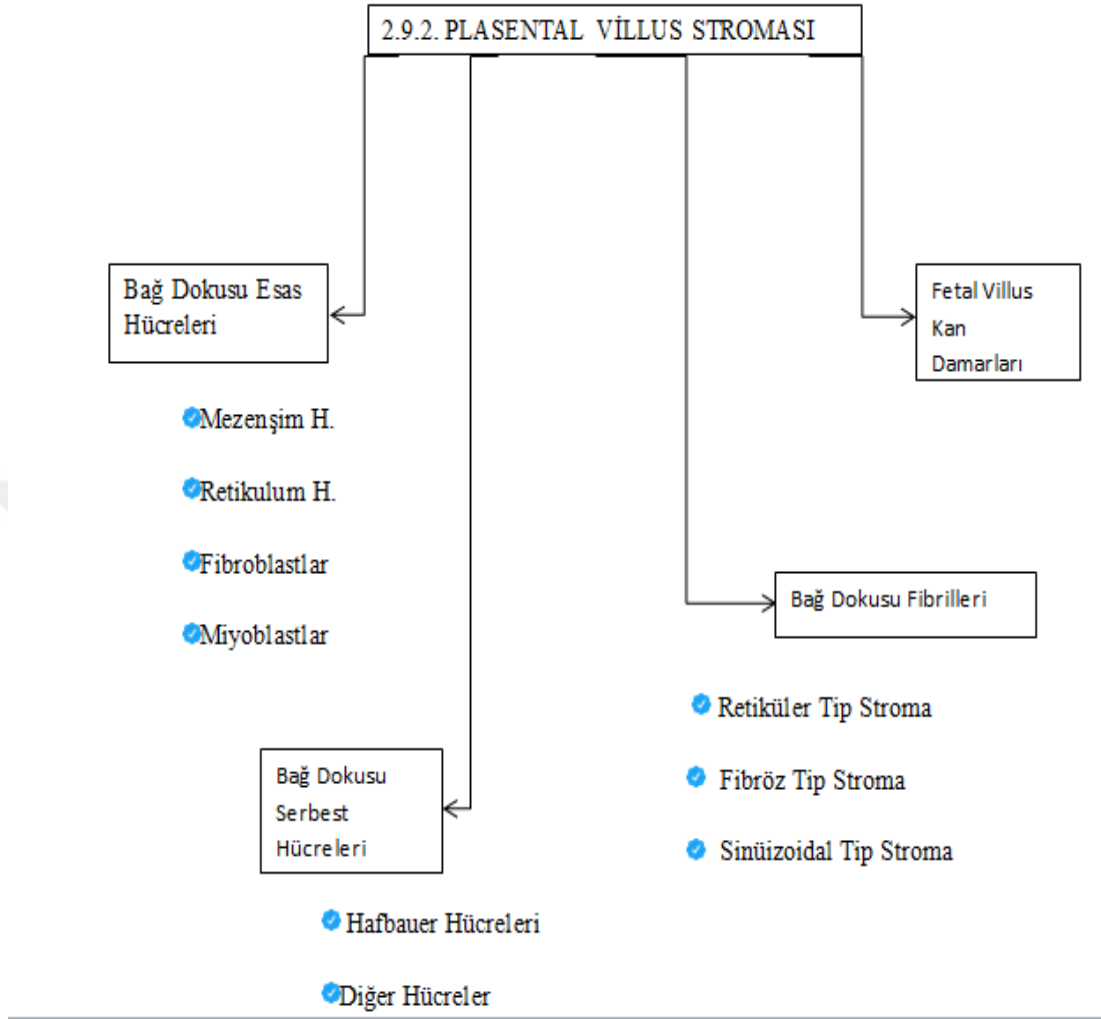 2.9.2. PLASENTAL VİLLUS STROMASI
Bağ Dokusu Esas
Hücreleri
Mezenşim H.
Retikulum H.
Fibroblastlar
Miyoblastlar
Bağ Dokusu
Serbest
Hücreleri
Hafbauer Hücreleri
Diğer Hücreler
Bağ Dokusu Fibrilleri
Retiküler Tip Stroma
Fibröz Tip Stroma
Sinüizoidal Tip Stroma
Fetal Villus
Kan
Damarları